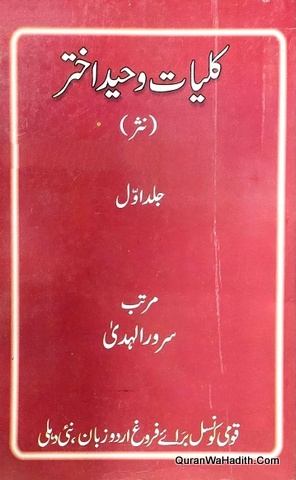 کلیات وحید اختر
(نثر)
جلد اوّل
مرتب
سرور الہدیٰ
قومی کونسل برائے فروغ اردو زبان، نئی دہلی
QuranWaHadith.Com